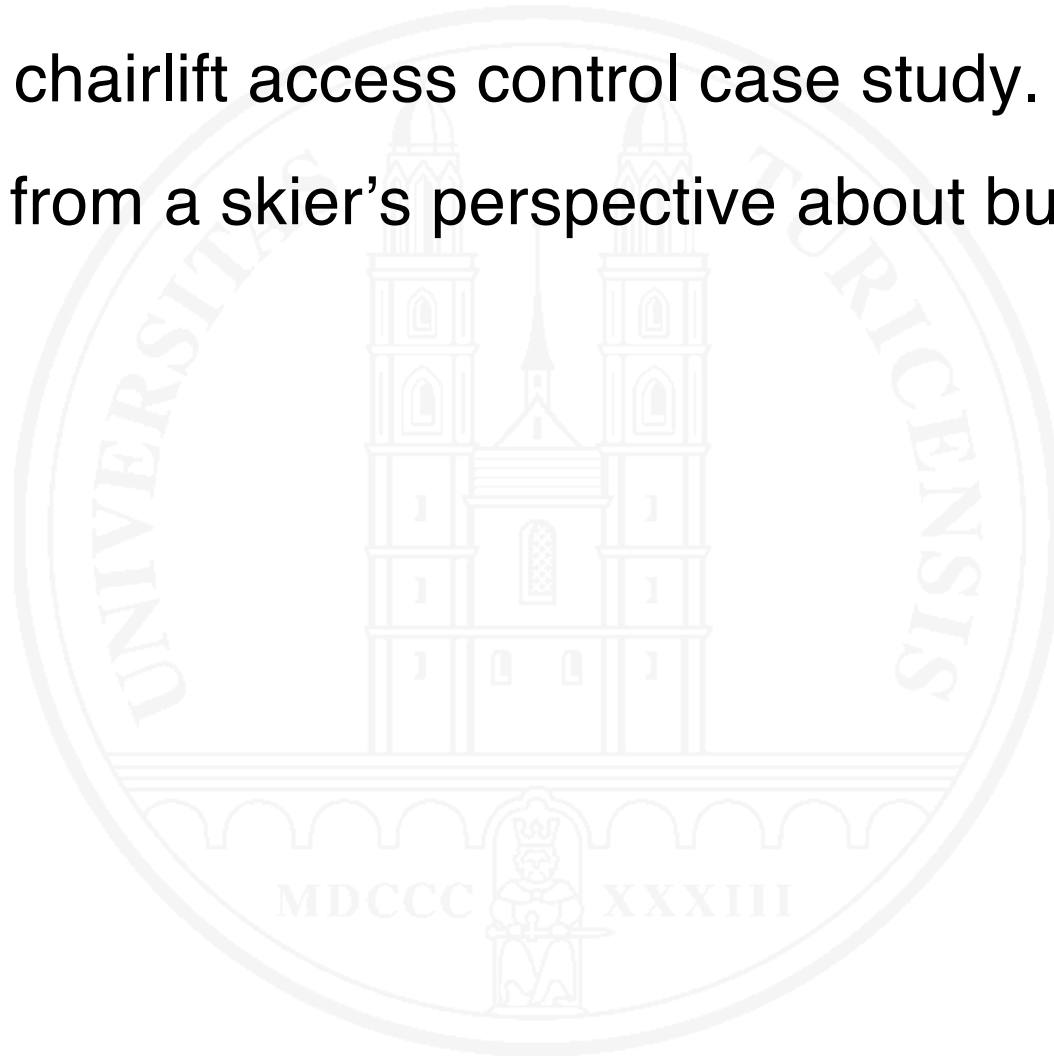 chairlift access control case study.
from a skier’s perspective about bu
UNIVERSITAS
TURICENSIS
MDCCC XXXIII